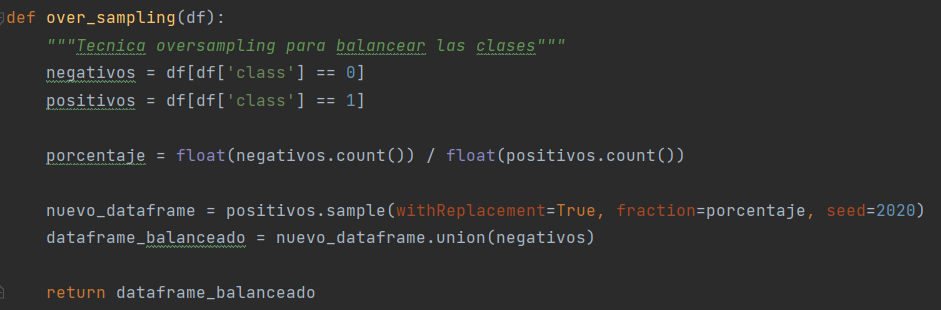 def over_sampling(df):
    """Tecnica oversampling para balancear las clases"""
    negativos = df[df['class'] == 0]
    positivos = df[df['class'] == 1]
    porcentaje = float(negativos.count()) / float(positivos.count())
    nuevo_dataframe = positivos.sample(withReplacement=True, fraction=porcentaje, seed=2020)
    dataframe_balanceado = nuevo_dataframe.union(negativos)
    return dataframe_balanceado